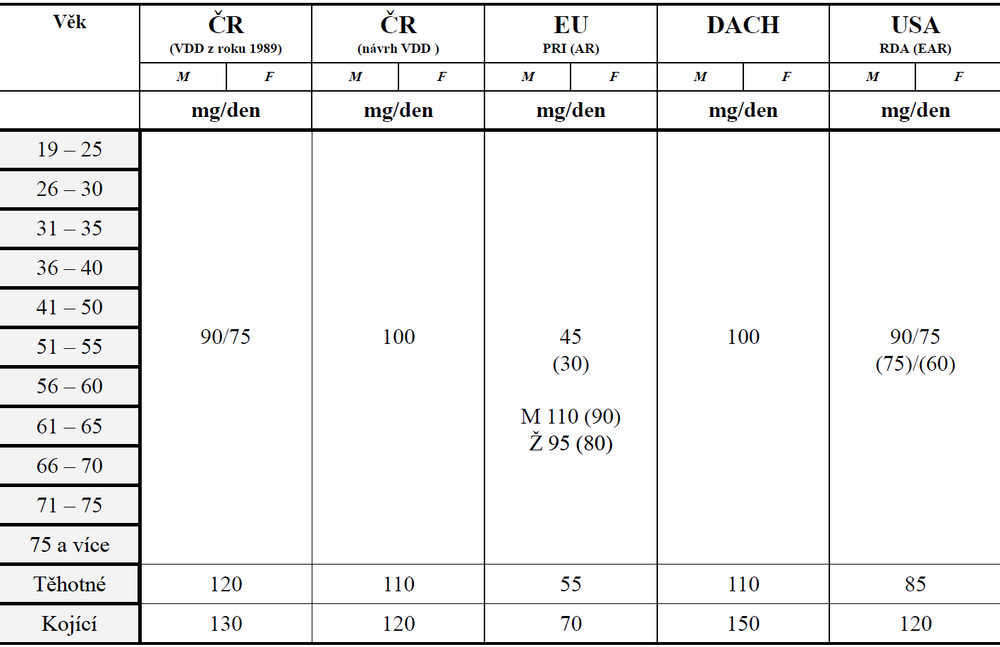 Věk ČR ČR EU DACH USA
(VDD z roku 1989) (návrh VDD ) PRI (AR) RDA (EAR)
M F M F M F M F M F
mg/den mg/den mg/den mg/den mg/den
19 – 25
26 – 30
31 – 35
36 – 40
41 – 50
51 – 55
56 – 60
61 – 65
66 – 70
71 – 75
75 a více
90/75 100 45 100 90/75
(30) (75)/(60)
M 110 (90)
Ž 95 (80)
Těhotné 120 110 55 110 85
Kojící 130 120 70 150 120